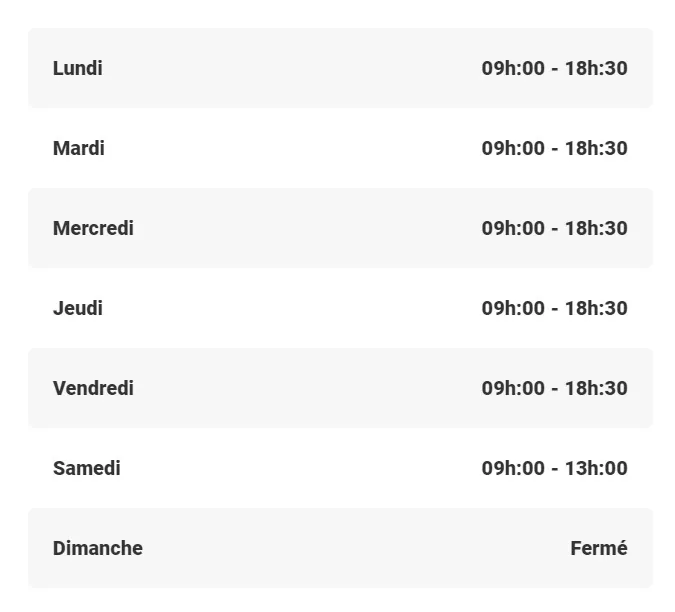 Lundi 09h:00 - 18h:30
Mardi 09h:00 - 18h:30
Mercredi 09h:00 - 18h:30
Jeudi 09h:00 - 18h:30
Vendredi 09h:00 - 18h:30
Samedi 09h:00 - 13h:00
Dimanche Fermé